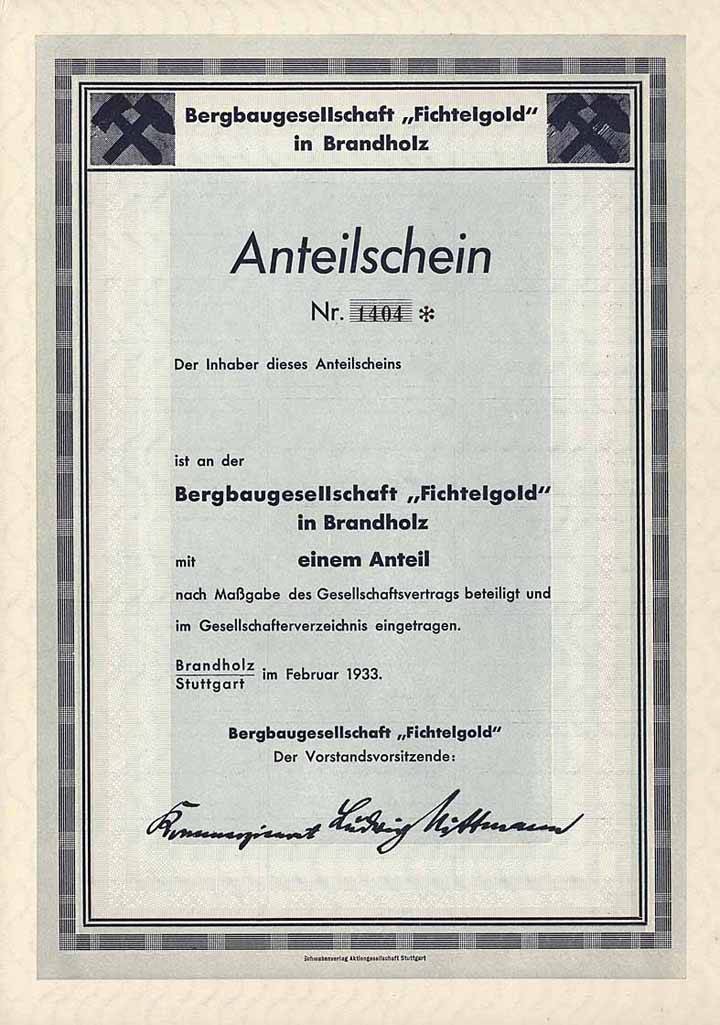 Bergbaugesellschaft „Fichtelgold“
in Brandholz
Anteilschein
Nr. 1404 *
Der Inhaber dieses Anteilscheins
ist an der
Bergbaugesellschaft „Fichtelgold“
in Brandholz
mit einem Anteil
nach Maßgabe des Gesellschaftsvertrags beteiligt und
im Gesellschafterverzeichnis eingetragen.
Brandholz
Stuttgart im Februar 1933.
Bergbaugesellschaft „Fichtelgold“
Der Vorstandsvorsitzende:
Kommerzienrat Ludwig Wittmann
Schwabenverlag Aktiengesellschaft Stuttgart